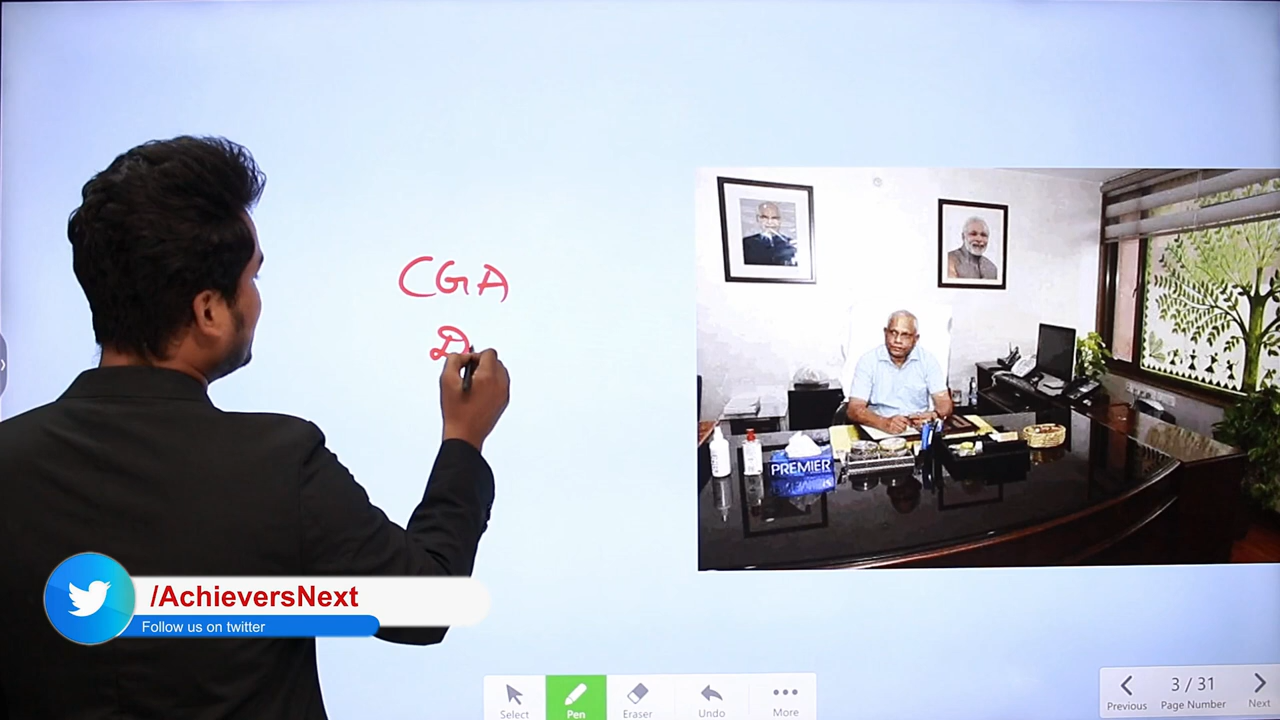 CGA
D
PREMIER
/AchieversNext
Follow us on twitter
Select
Pen
Eraser
Undo
More
3 / 31
Previous
Page Number
Next